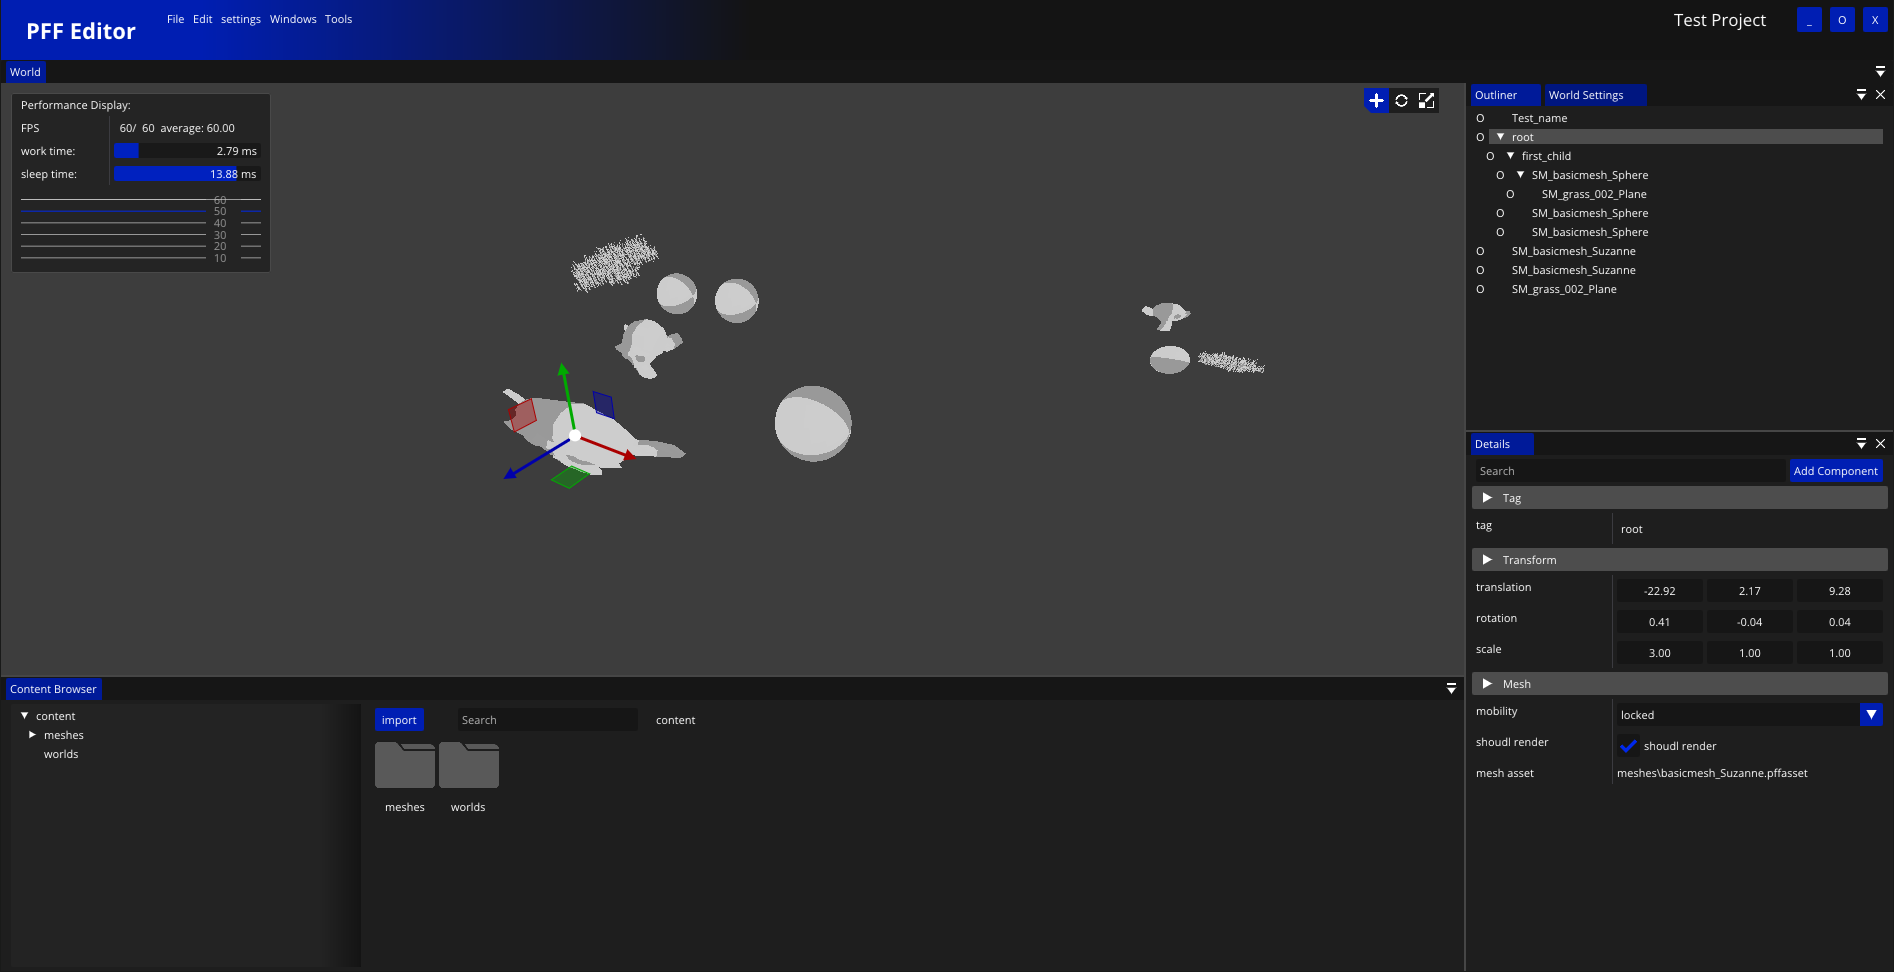 PFF Editor
File Edit settings Windows Tools
Test Project
_ O X
World
Performance Display:
FPS 60/ 60 average: 60.00
work time: 2.79 ms
sleep time: 13.88 ms
60
50
40
30
20
10
Outliner World Settings
O Test_name
O root
O first_child
O SM_basicmesh_Sphere
O SM_grass_002_Plane
O SM_basicmesh_Sphere
O SM_basicmesh_Sphere
O SM_basicmesh_Suzanne
O SM_basicmesh_Suzanne
O SM_grass_002_Plane
Details
Search Add Component
Tag
tag root
Transform
translation -22.92 2.17 9.28
rotation 0.41 -0.04 0.04
scale 3.00 1.00 1.00
Mesh
mobility locked
shoudl render shoudl render
mesh asset meshes\basicmesh_Suzanne.pffasset
Content Browser
content
meshes
worlds
import Search content
meshes worlds